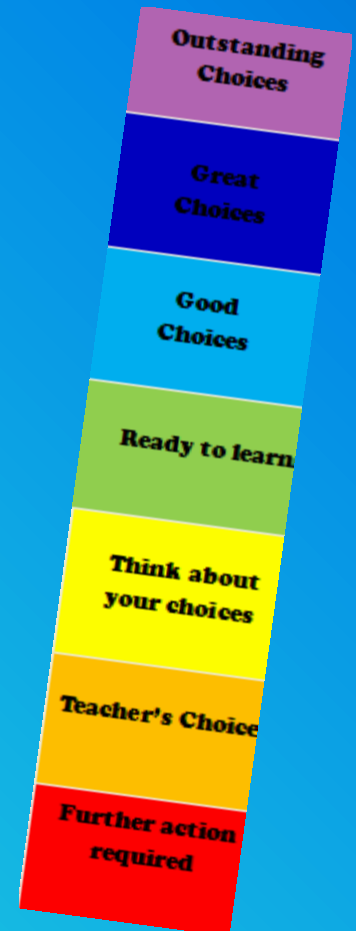 Outstanding
Choices
Great
Choices
Good
Choices
Ready to learn
Think about
your choices
Teacher's Choice
Further action
required